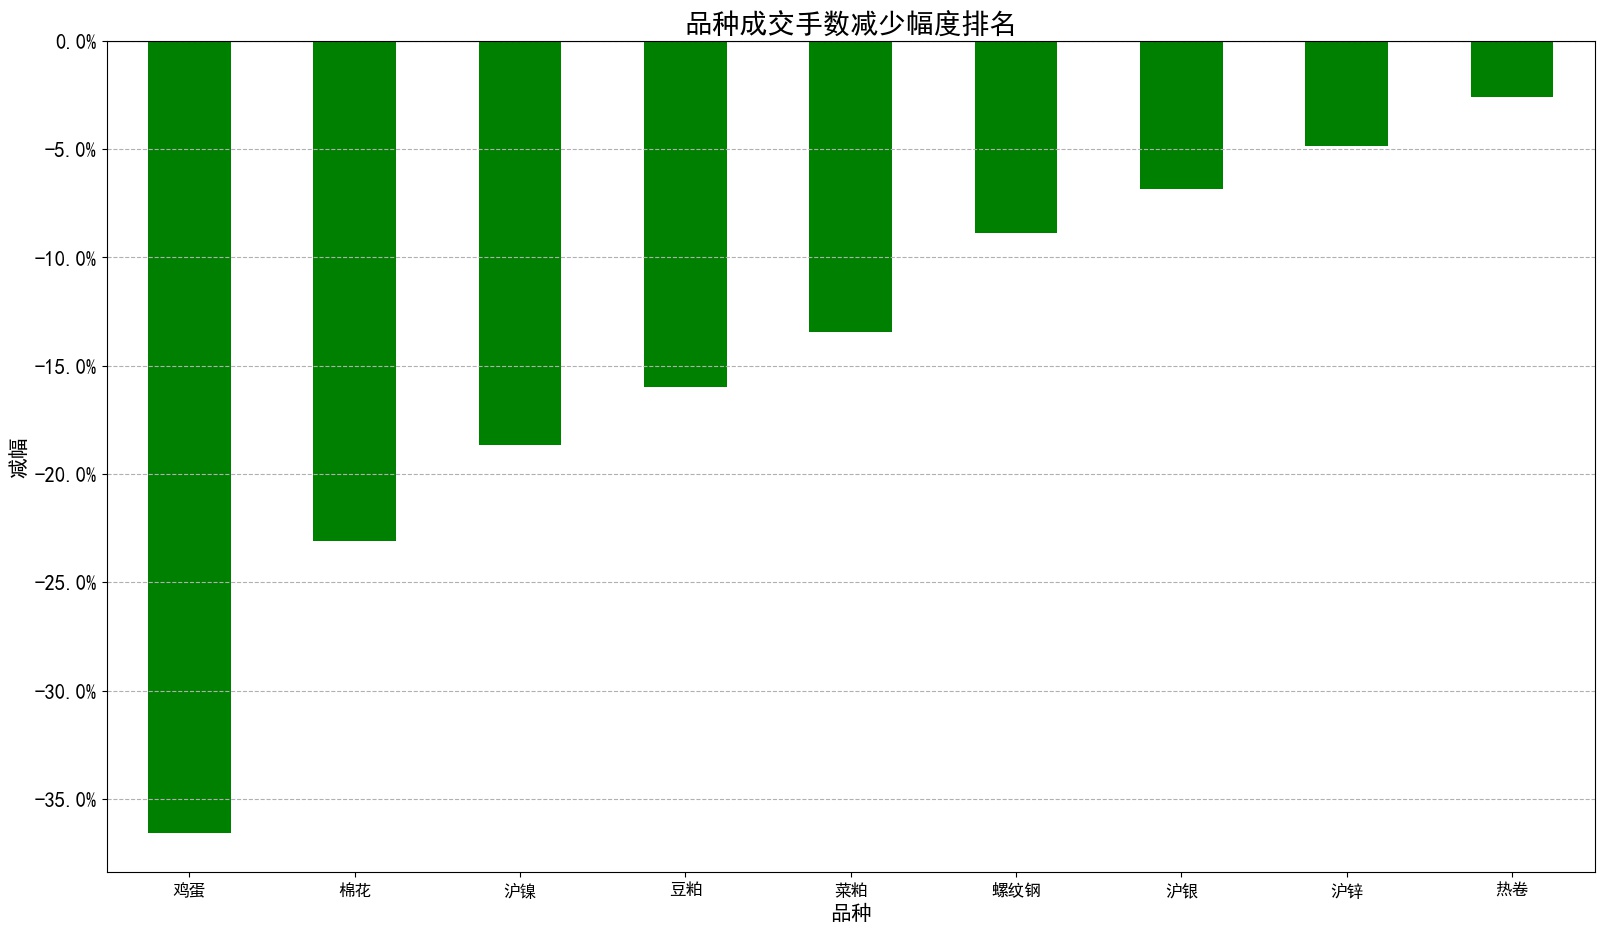 品种成交手数减少幅度排名
0.0%
-5.0%
-10.0%
-15.0%
-20.0%
-25.0%
-30.0%
-35.0%
减幅
鸡蛋 棉花 沪镍 豆粕 菜粕 螺纹钢 沪银 沪锌 热卷
品种